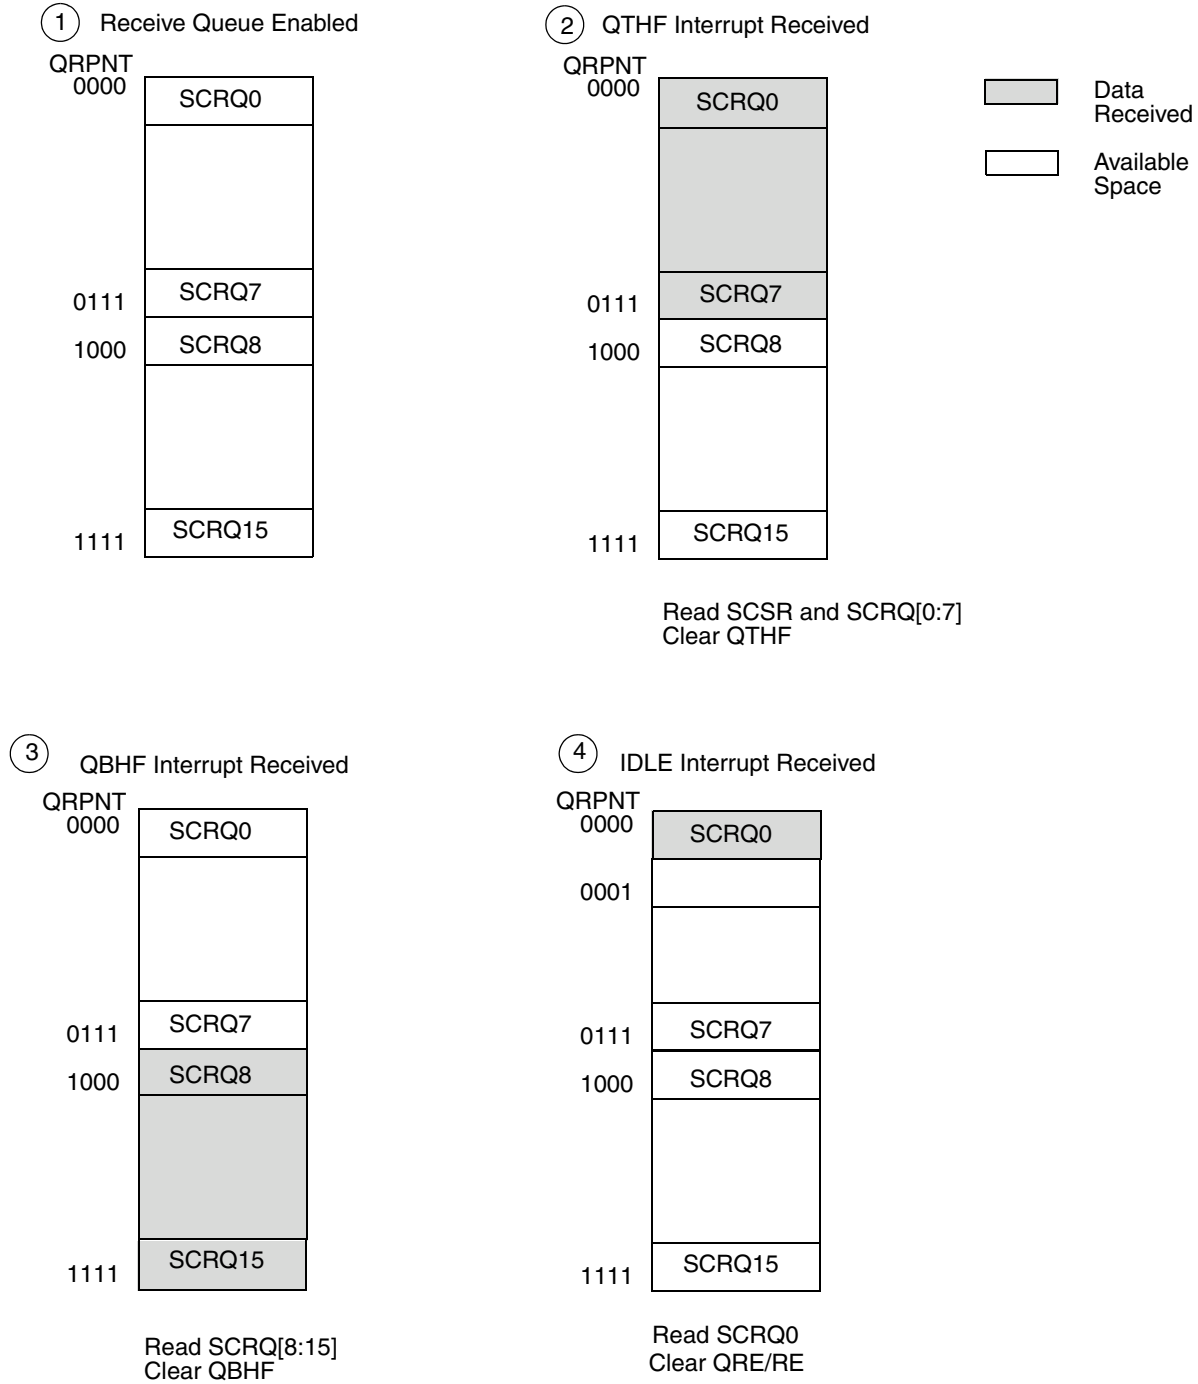 1 Receive Queue Enabled
QRPNT
0000 SCRQ0
0111 SCRQ7
1000 SCRQ8
1111 SCRQ15
2 QTHF Interrupt Received
QRPNT
0000 SCRQ0
0111 SCRQ7
1000 SCRQ8
1111 SCRQ15
Read SCSR and SCRQ[0:7]
Clear QTHF
Data
Received
Available
Space
3 QBHF Interrupt Received
QRPNT
0000 SCRQ0
0111 SCRQ7
1000 SCRQ8
1111 SCRQ15
Read SCRQ[8:15]
Clear QBHF
4 IDLE Interrupt Received
QRPNT
0000 SCRQ0
0001
0111 SCRQ7
1000 SCRQ8
1111 SCRQ15
Read SCRQ0
Clear QRE/RE